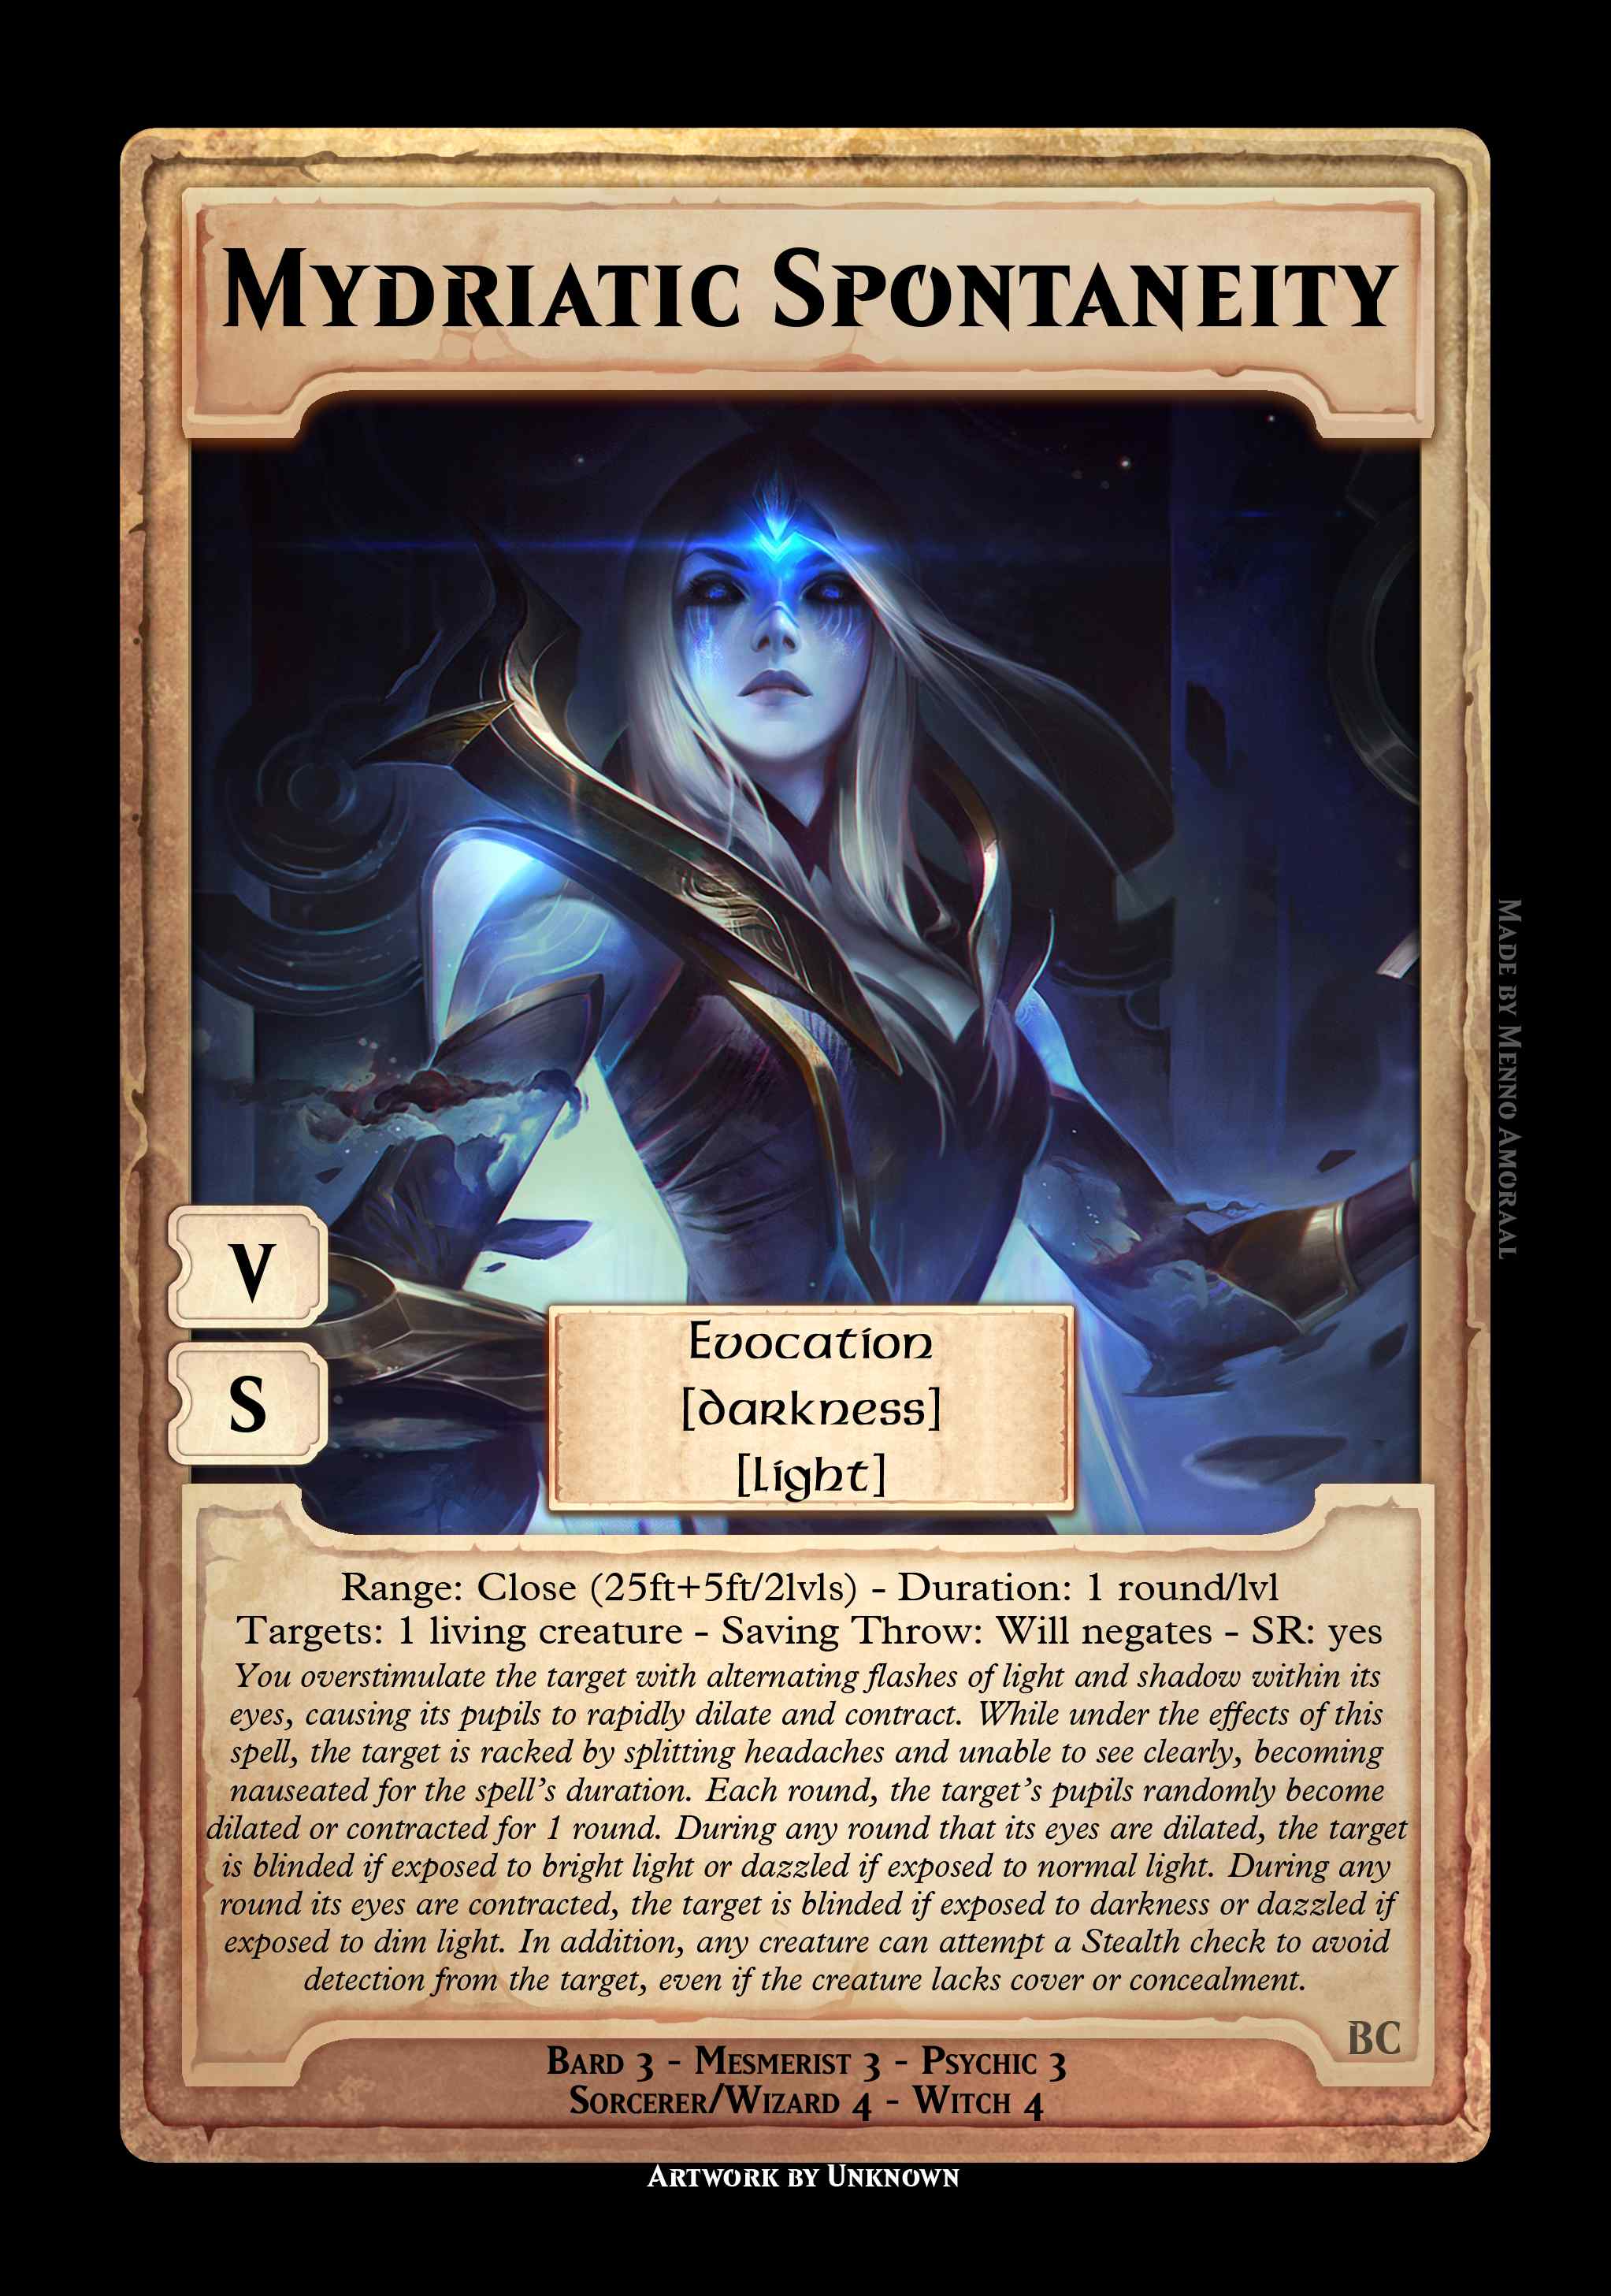 Mydriatic Spontaneity
V
S
Evocation
[darkness]
[light]
Range: Close (25ft+5ft/2lvls) - Duration: 1 round/lvl
Targets: 1 living creature - Saving Throw: Will negates - SR: yes
You overstimulate the target with alternating flashes of light and shadow within its
eyes, causing its pupils to rapidly dilate and contract. While under the effects of this
spell, the target is racked by splitting headaches and unable to see clearly, becoming
nauseated for the spell's duration. Each round, the target's pupils randomly become
dilated or contracted for 1 round. During any round that its eyes are dilated, the target
is blinded if exposed to bright light or dazzled if exposed to normal light. During any
round its eyes are contracted, the target is blinded if exposed to darkness or dazzled if
exposed to dim light. In addition, any creature can attempt a Stealth check to avoid
detection from the target, even if the creature lacks cover or concealment.
BC
Bard 3 - Mesmerist 3 - Psychic 3
Sorcerer/Wizard 4 - Witch 4
Artwork by Unknown
Made by Menno Amoraal